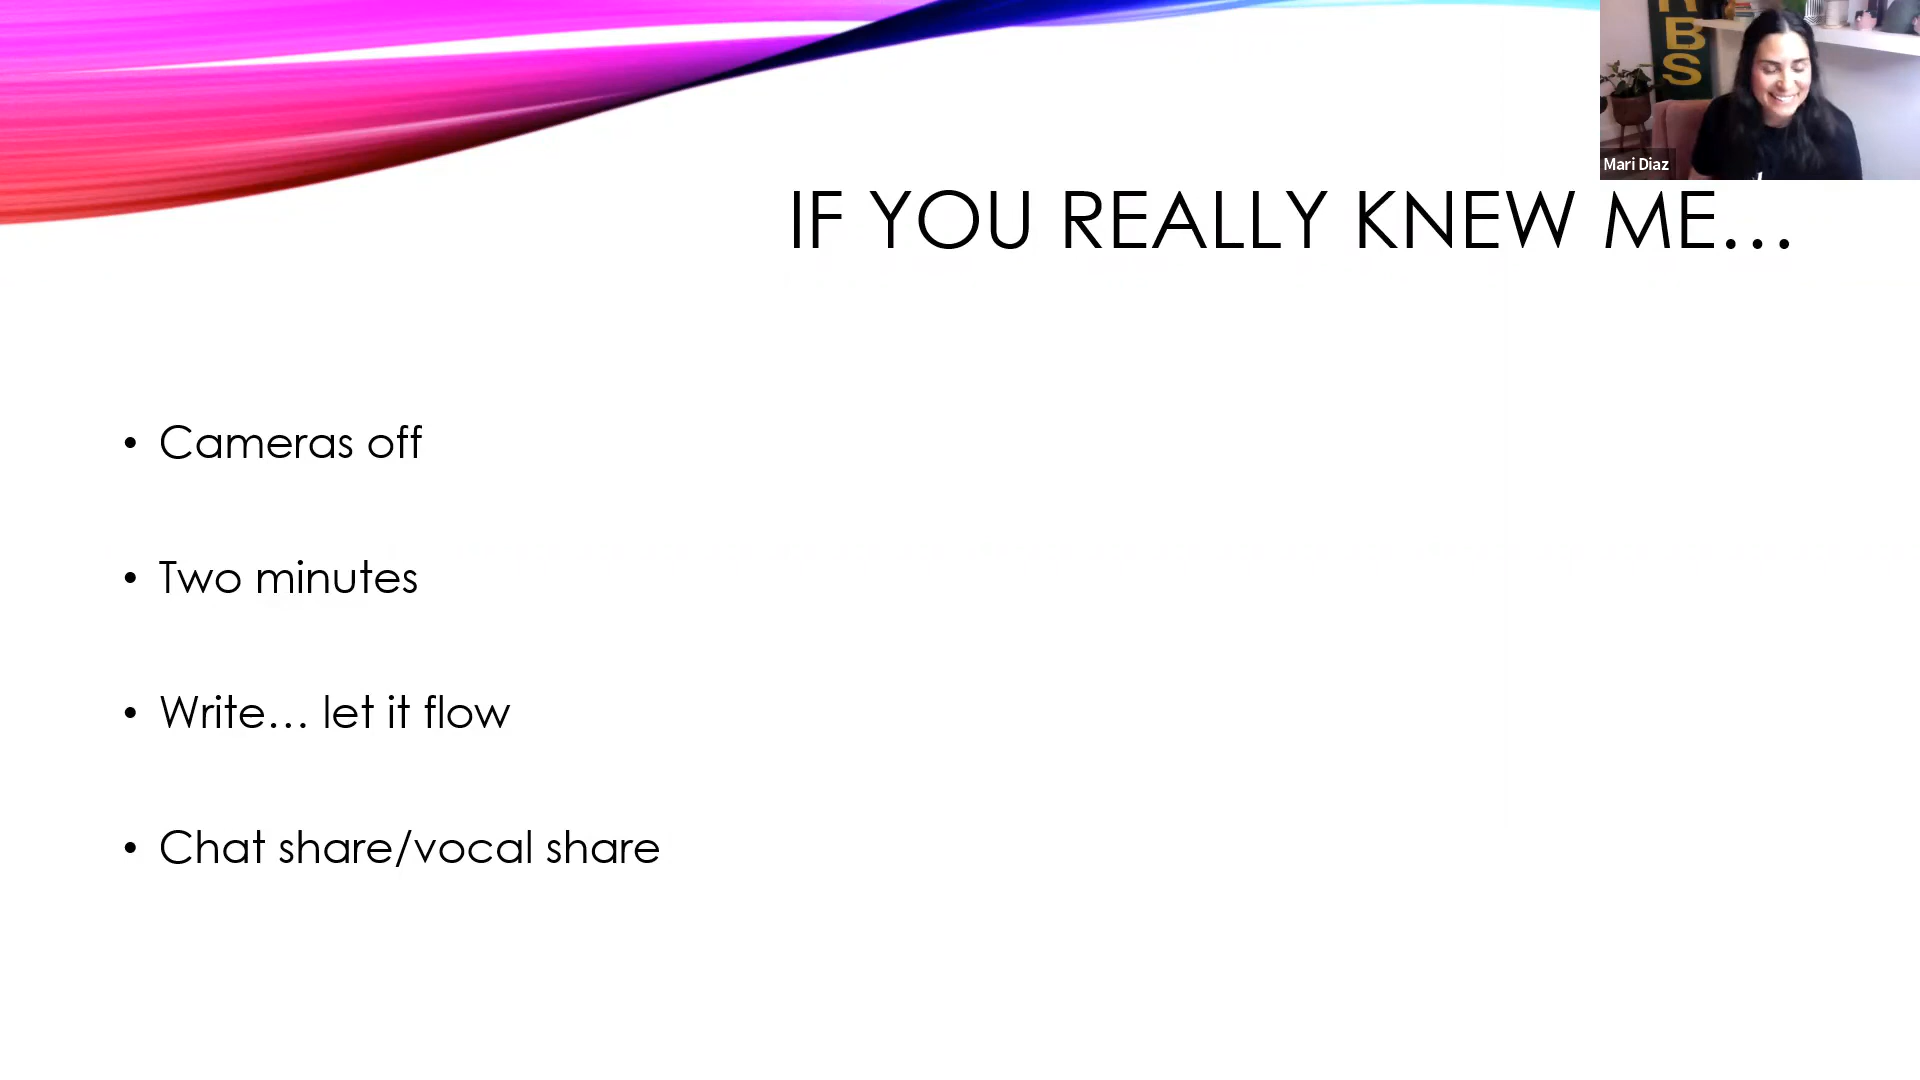 BS
Mari Diaz
IF YOU REALLY KNEW ME...
• Cameras off
• Two minutes
• Write... let it flow
• Chat share/vocal share